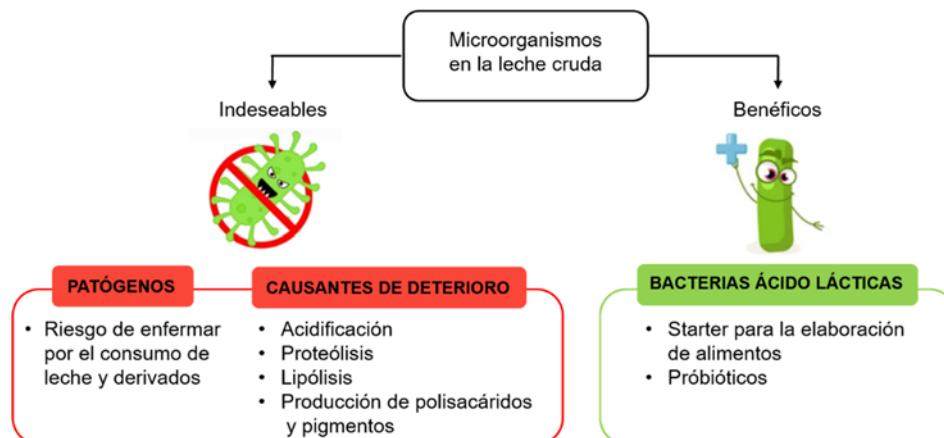 Microorganismos
en la leche cruda
Indeseables
Benéficos
PATÓGENOS
• Riesgo de enfermar
por el consumo de
leche y derivados
CAUSANTES DE DETERIORO
• Acidificación
• Proteólisis
• Lipólisis
• Producción de polisacáridos
y pigmentos
BACTERIAS ÁCIDO LÁCTICAS
• Starter para la elaboración
de alimentos
• Próbióticos